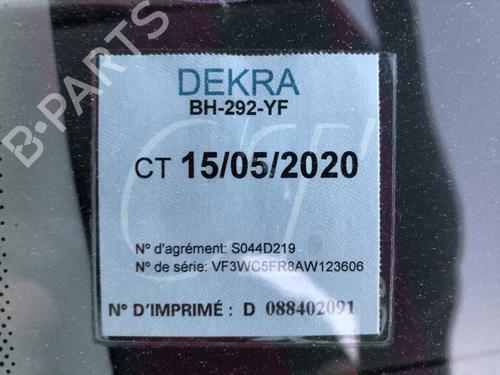 DEKRA
BH-292-YF
CT 15/05/2020
N° d'agrément: S044D219
N° de série: VF3WC5FR8AW123606
N° D'IMPRIMÉ : D 088402091
B-PARTS